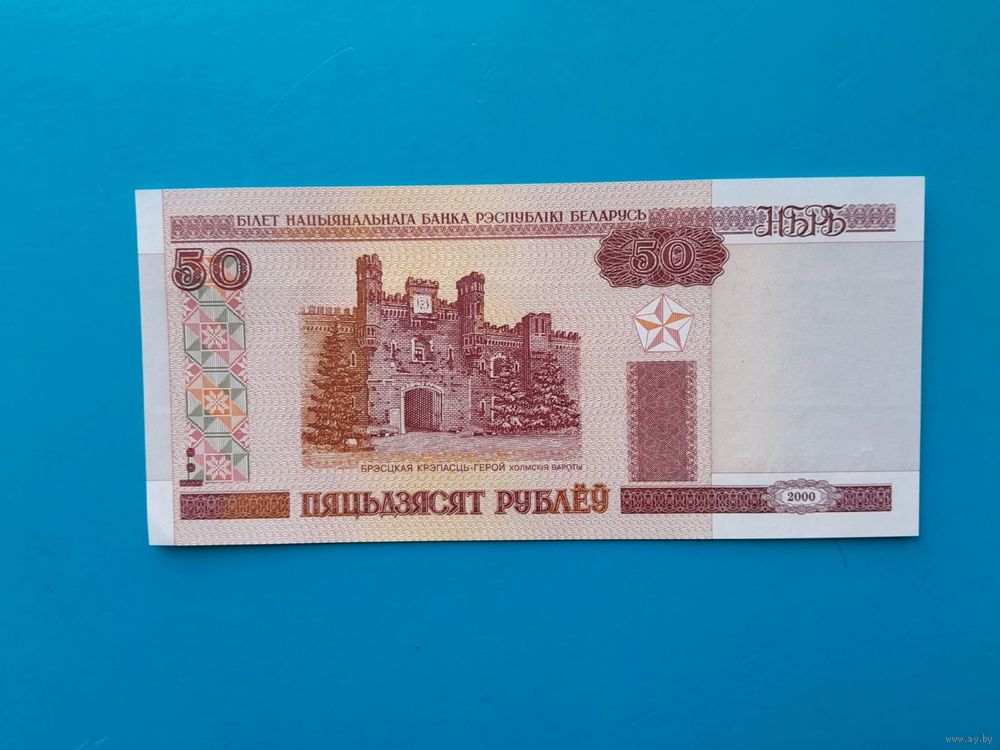 БІЛЕТ НАЦЫЯНАЛЬНАГА БАНКА РЭСПУБЛІКІ БЕЛАРУСЬ
НБРБ
50
50
БРЭСЦКАЯ КРЭПАСЦЬ-ГЕРОЙ ХОЛМСКІЯ ВАРОТЫ
ПЯЦЬДЗЯСЯТ РУБЛЁЎ
2000
www.ay.by